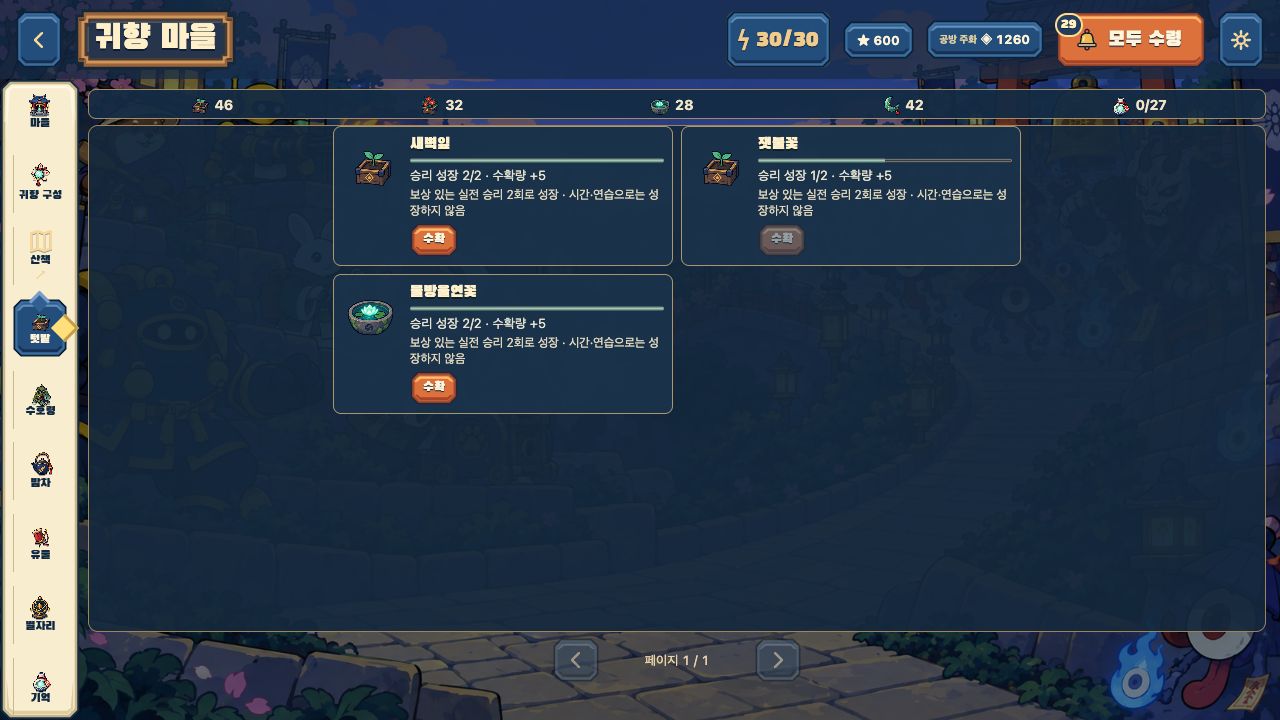 귀향 마을
30/30
600
공방 주화 1260
29
모두 수령
마을
귀향 구성
산책
텃밭
수호령
탐사
유물
별자리
기억
46
32
28
42
0/27
새벽잎
승리 성장 2/2 · 수확량 +5
보상 있는 실전 승리 2회로 성장 · 시간·연습으로는 성
장하지 않음
수확
잿불꽃
승리 성장 1/2 · 수확량 +5
보상 있는 실전 승리 2회로 성장 · 시간·연습으로는 성
장하지 않음
수확
물방울연꽃
승리 성장 2/2 · 수확량 +5
보상 있는 실전 승리 2회로 성장 · 시간·연습으로는 성
장하지 않음
수확
페이지 1 / 1